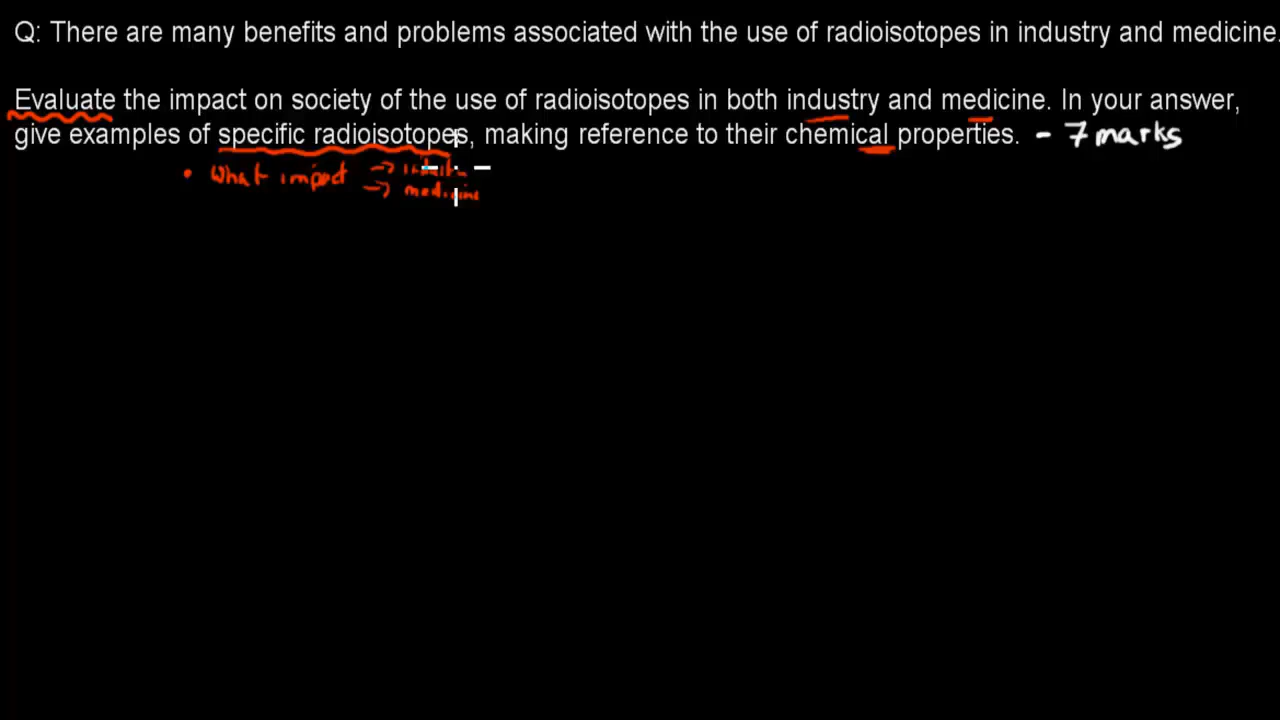 Q: There are many benefits and problems associated with the use of radioisotopes in industry and medicine.
Evaluate the impact on society of the use of radioisotopes in both industry and medicine. In your answer,
give examples of specific radioisotopes, making reference to their chemical properties. - 7 marks
• What impact →
→ medicine